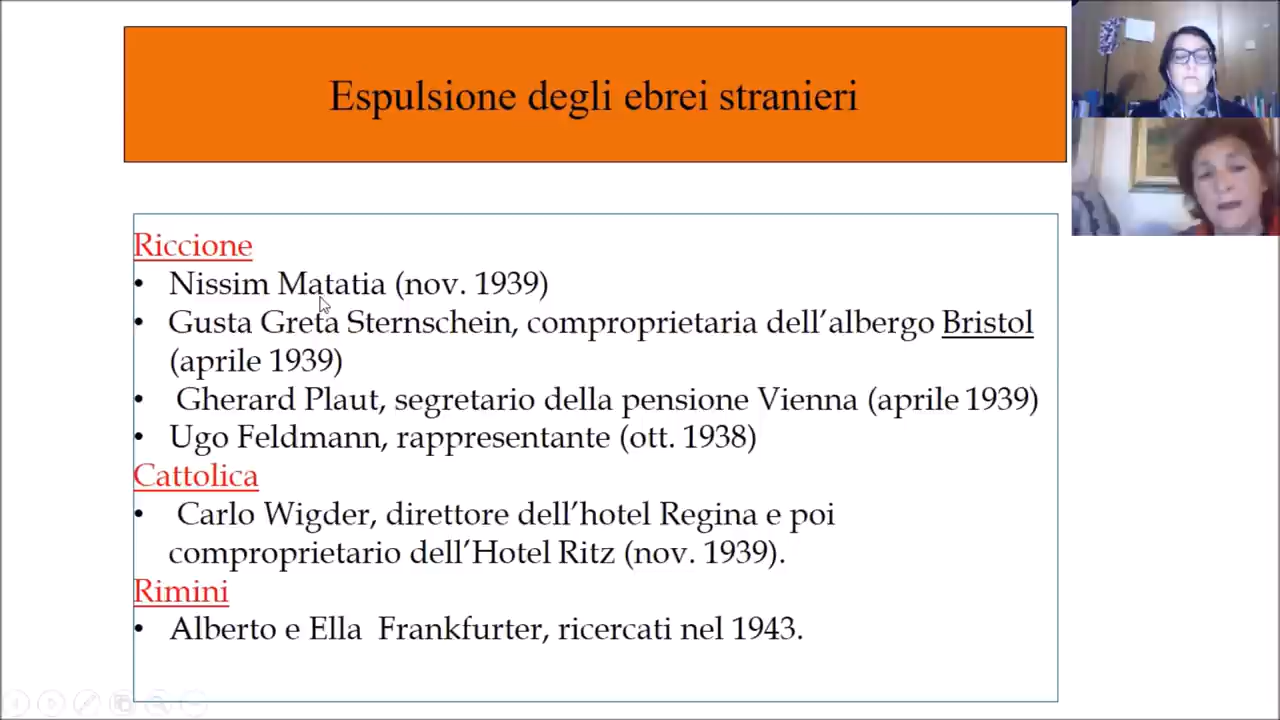 Espulsione degli ebrei stranieri
Riccione
• Nissim Matatia (nov. 1939)
• Gusta Greta Sternschein, comproprietaria dell’albergo Bristol
(aprile 1939)
• Gherard Plaut, segretario della pensione Vienna (aprile 1939)
• Ugo Feldmann, rappresentante (ott. 1938)
Cattolica
• Carlo Wigder, direttore dell’hotel Regina e poi
comproprietario dell’Hotel Ritz (nov. 1939).
Rimini
• Alberto e Ella Frankfurter, ricercati nel 1943.